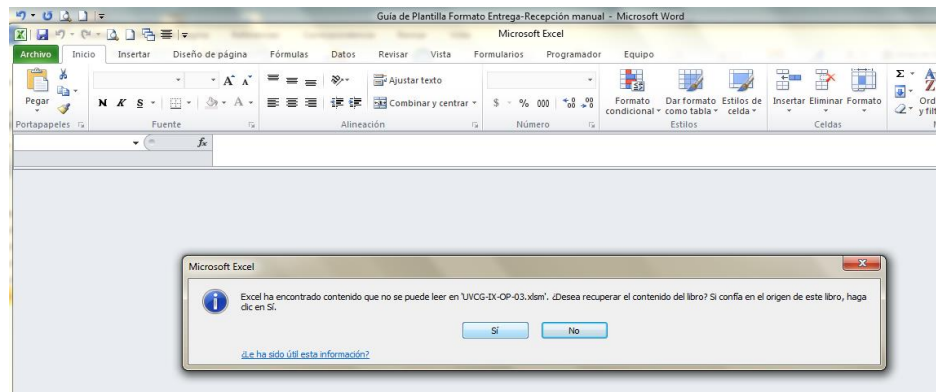 Guía de Plantilla Formato Entrega-Recepción manual - Microsoft Word
Microsoft Excel
Archivo Inicio Insertar Diseño de página Fórmulas Datos Revisar Vista Formularios Programador Equipo
Pegar
N K S
A A
A
Ajustar texto
Combinar y centrar
$ % 000
Formato condicional
Dar formato como tabla
Estilos de celda
Insertar Eliminar Formato
Σ
Ord
y filt
Portapapeles Fuente Alineación Número Estilos Celdas
fx
Microsoft Excel
Excel ha encontrado contenido que no se puede leer en 'UVCG-IX-OP-03.xlsm'. ¿Desea recuperar el contenido del libro? Si confía en el origen de este libro, haga
clic en Sí.
Sí No
¿Le ha sido útil esta información?